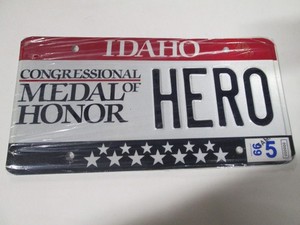 IDAHO
CONGRESSIONAL
MEDAL OF
HONOR
HERO
99 5